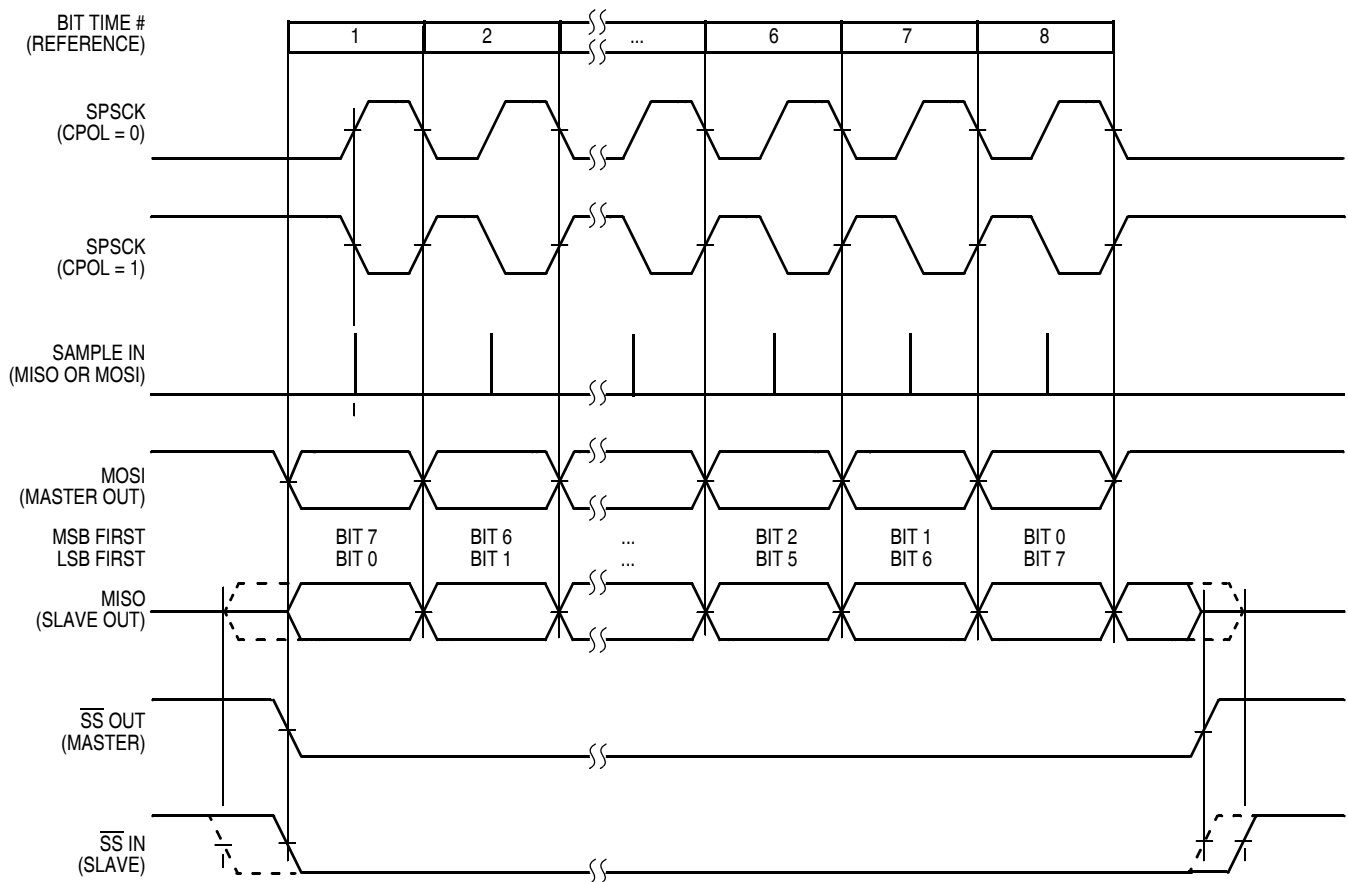 BIT TIME #
(REFERENCE)
1 2 ... 6 7 8
SPSCK
(CPOL = 0)
SPSCK
(CPOL = 1)
SAMPLE IN
(MISO OR MOSI)
MOSI
(MASTER OUT)
MSB FIRST BIT 7 BIT 6 ... BIT 2 BIT 1 BIT 0
LSB FIRST BIT 0 BIT 1 ... BIT 5 BIT 6 BIT 7
MISO
(SLAVE OUT)
S̅S̅ OUT
(MASTER)
S̅S̅ IN
(SLAVE)